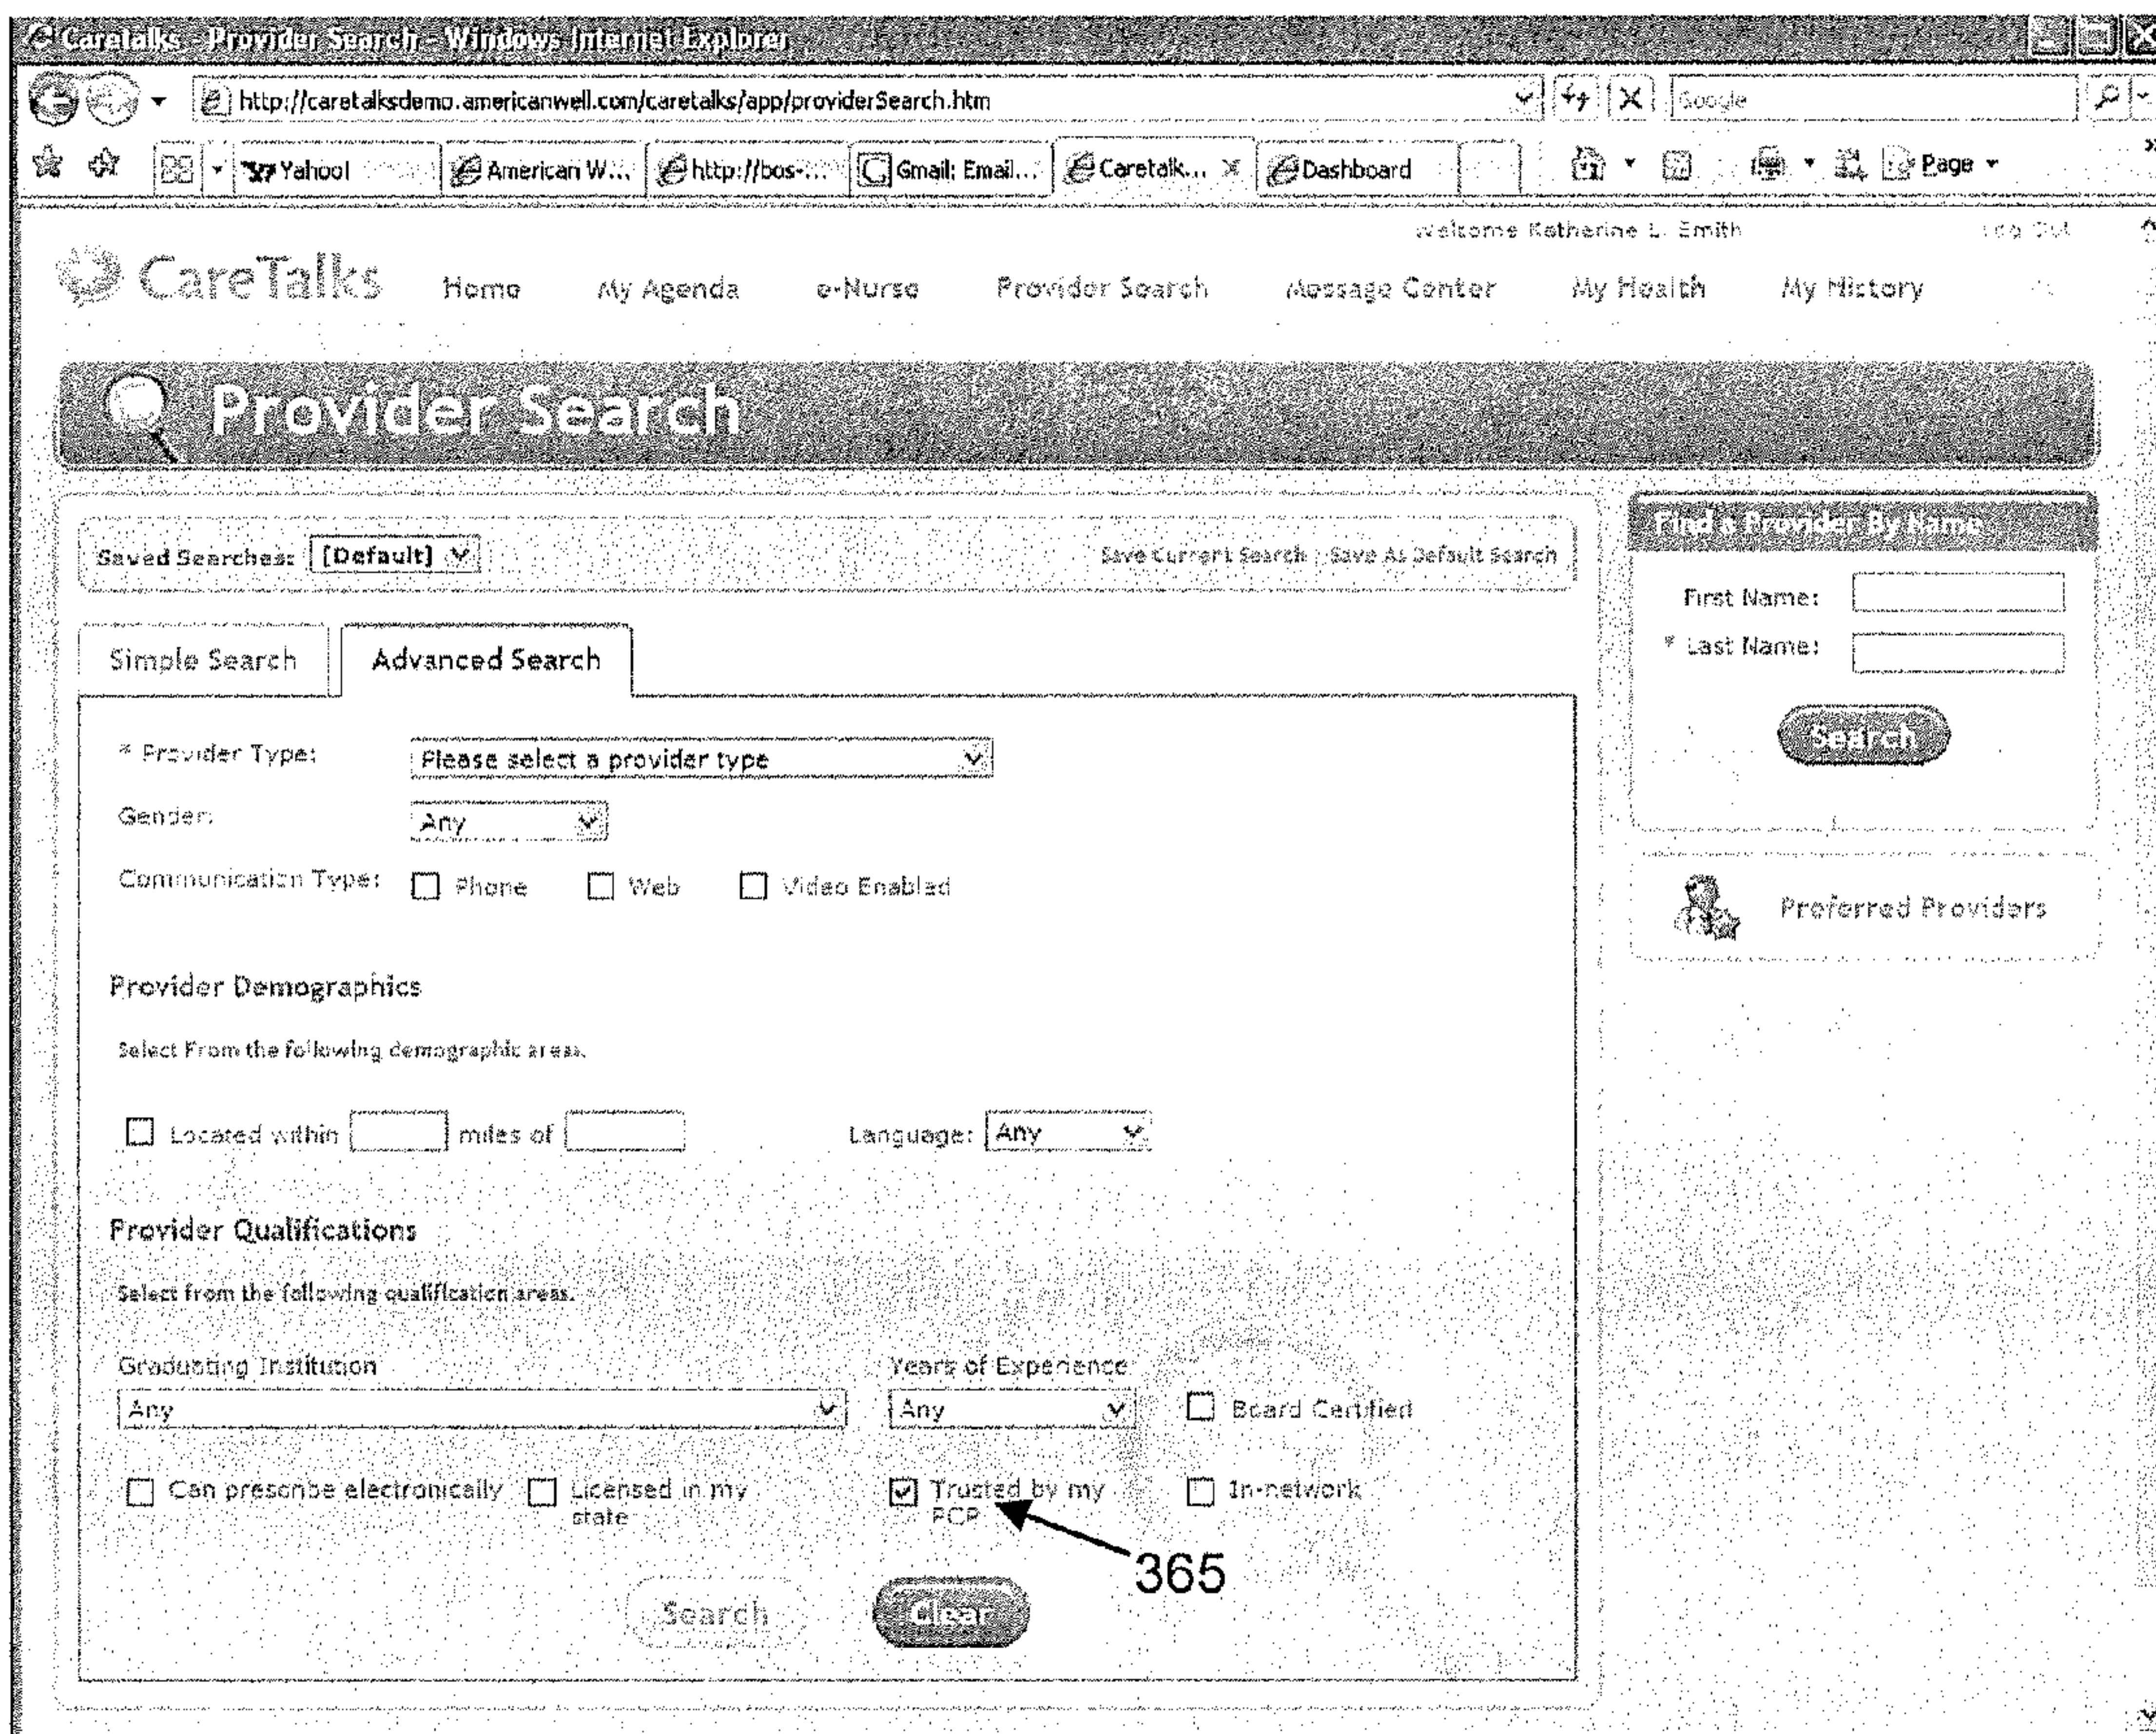 Caretalks - Provider Search - Windows Internet Explorer
http://caretalksdemo.americanwell.com/caretalks/app/providerSearch.htm
Google
Yahoo!
American W...
http://bos-...
Gmail: Email...
Caretalk...
Dashboard
Page
Welcome Katherine L. Smith
Log Out
CareTalks
Home
My Agenda
e-Nurse
Provider Search
Message Center
My Health
My History
Provider Search
Saved Searches: [Default]
Save Current Search | Save As Default Search
Simple Search
Advanced Search
* Provider Type: Please select a provider type
Gender: Any
Communication Type: Phone Web Video Enabled
Provider Demographics
Select From the following demographic areas.
Located within miles of Language: Any
Provider Qualifications
Select from the following qualification areas.
Graduating Institution Years of Experience
Any Any Board Certified
Can prescribe electronically Licensed in my state Trusted by my PCP In-network
365
Search Clear
Find a Provider By Name
First Name:
* Last Name:
Search
Preferred Providers